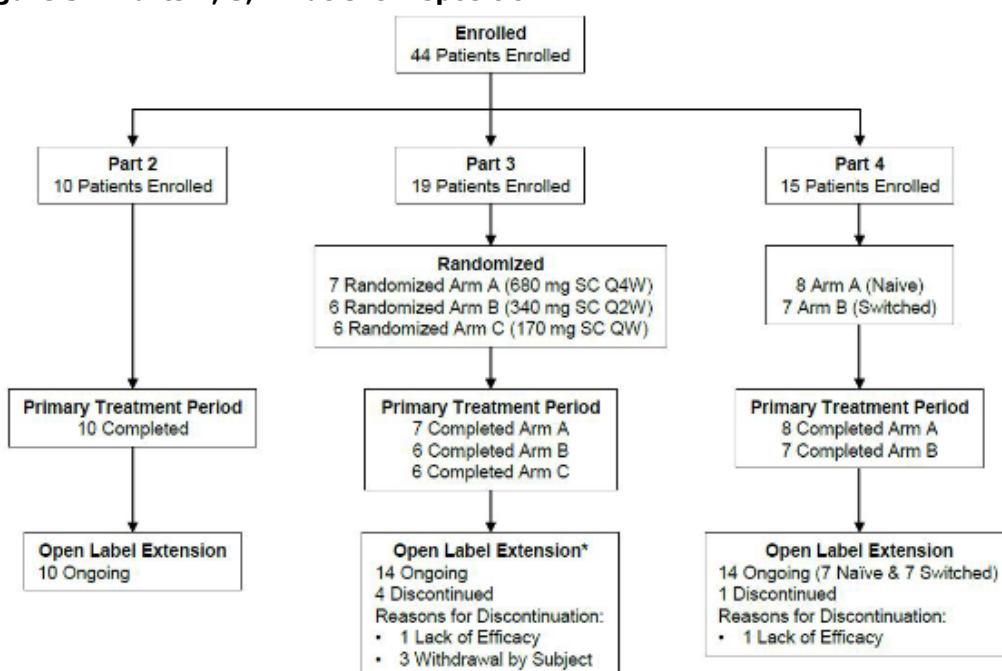 Enrolled
44 Patients Enrolled
Part 2
10 Patients Enrolled
Part 3
19 Patients Enrolled
Part 4
15 Patients Enrolled
Randomized
7 Randomized Arm A (680 mg SC Q4W)
6 Randomized Arm B (340 mg SC Q2W)
6 Randomized Arm C (170 mg SC QW)
8 Arm A (Naive)
7 Arm B (Switched)
Primary Treatment Period
10 Completed
Primary Treatment Period
7 Completed Arm A
6 Completed Arm B
6 Completed Arm C
Primary Treatment Period
8 Completed Arm A
7 Completed Arm B
Open Label Extension
10 Ongoing
Open Label Extension*
14 Ongoing
4 Discontinued
Reasons for Discontinuation:
• 1 Lack of Efficacy
• 3 Withdrawal by Subject
Open Label Extension
14 Ongoing (7 Naïve & 7 Switched)
1 Discontinued
Reasons for Discontinuation:
• 1 Lack of Efficacy